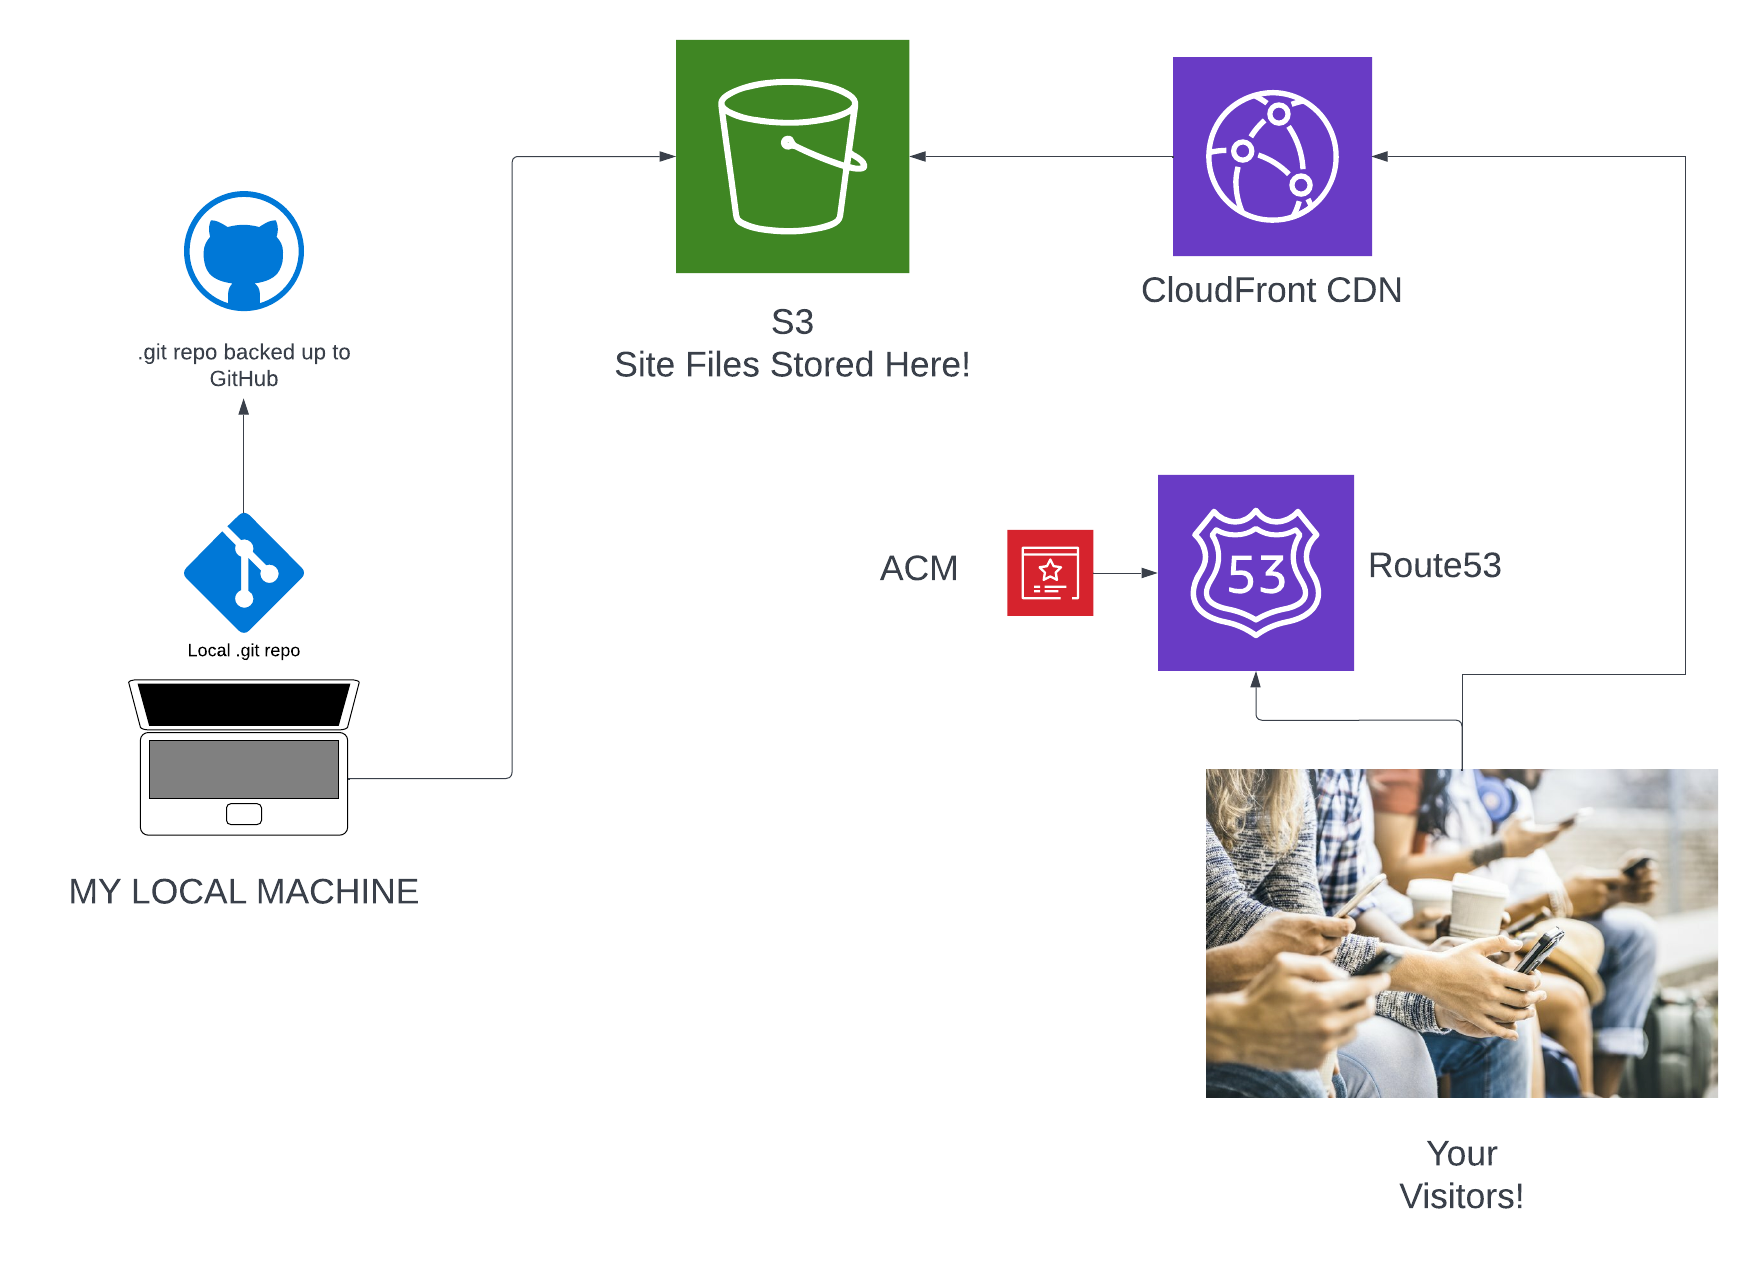 .git repo backed up to
GitHub
Local .git repo
MY LOCAL MACHINE
S3
Site Files Stored Here!
CloudFront CDN
ACM
53
Route53
Your
Visitors!